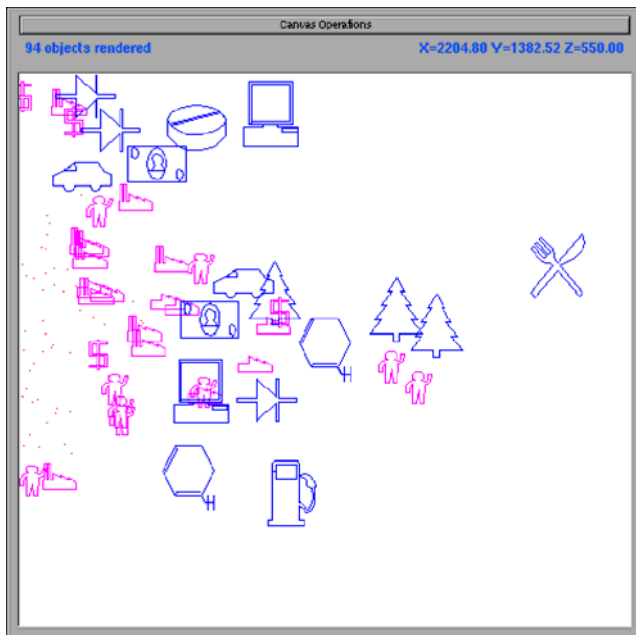 Canvas Operations
94 objects rendered X=2204.80 Y=1382.52 Z=550.00
H
H